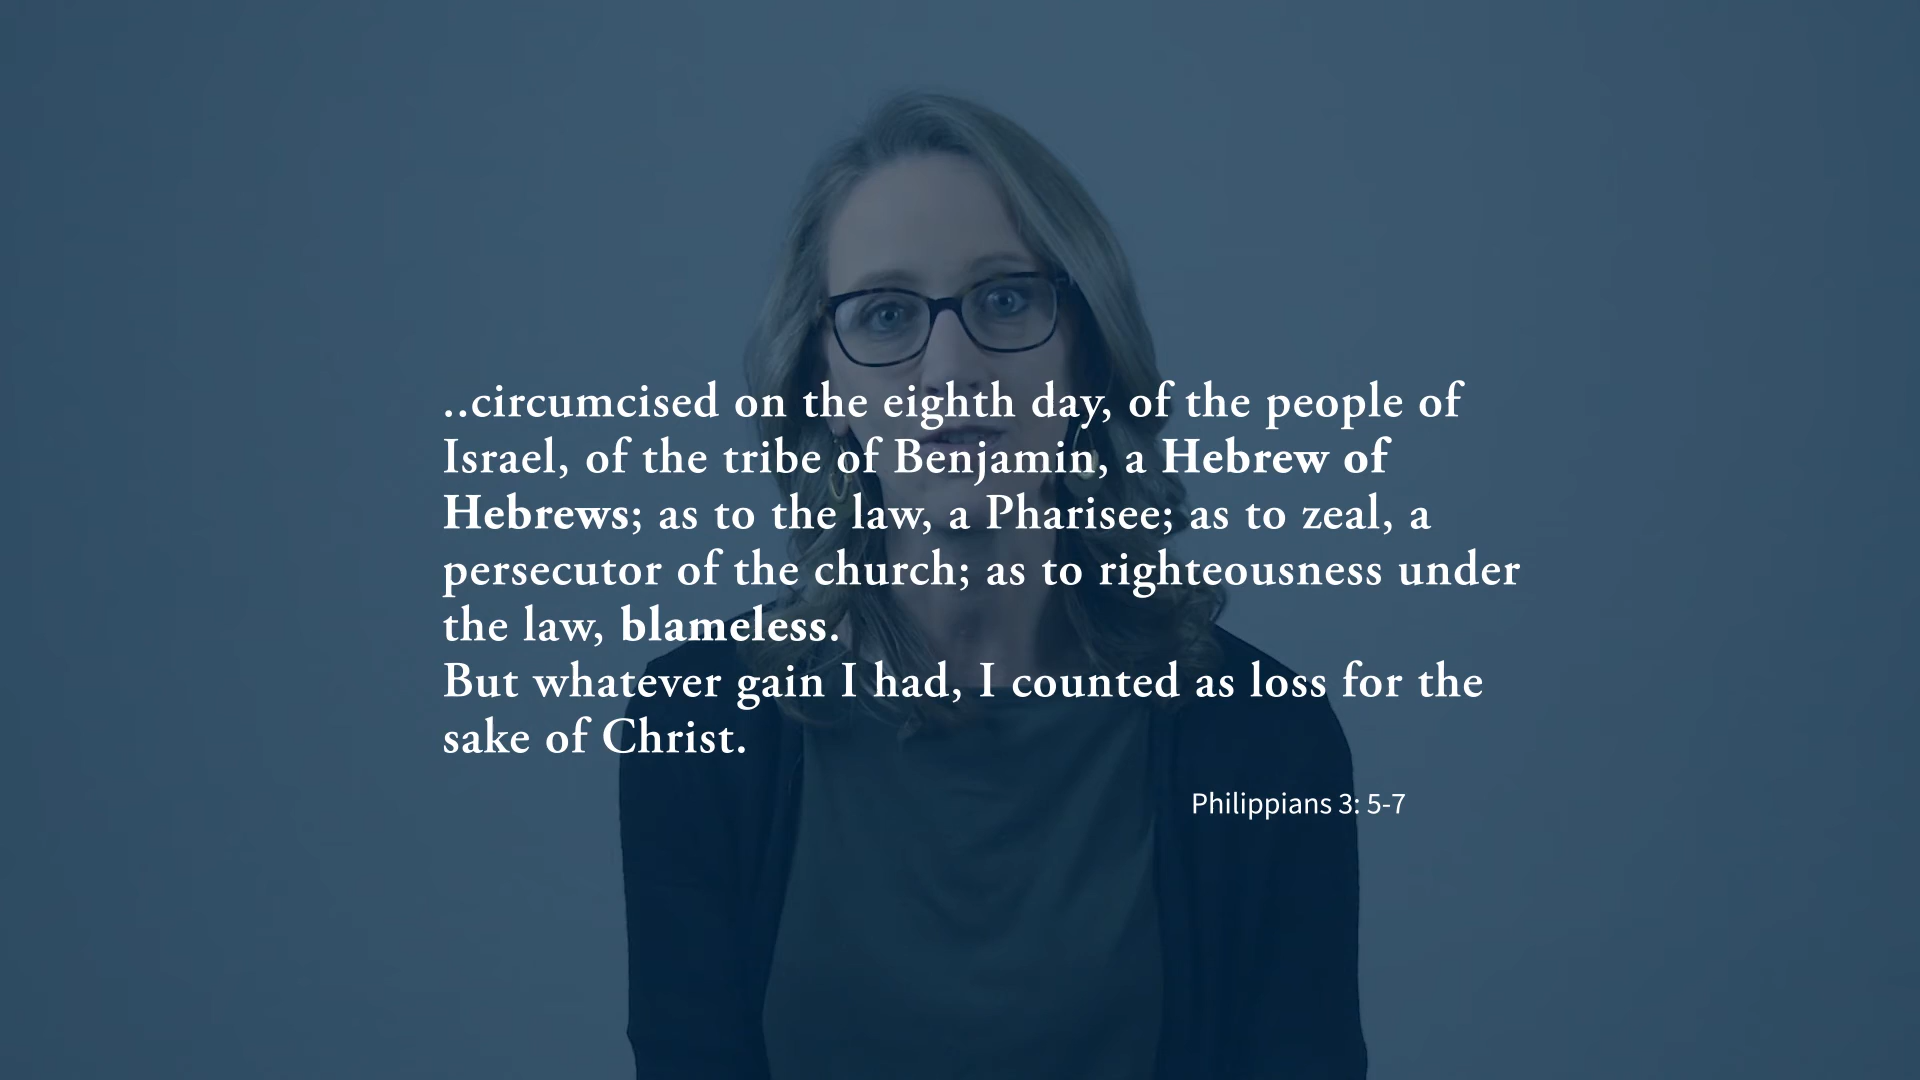 ..circumcised on the eighth day, of the people of
Israel, of the tribe of Benjamin, a Hebrew of
Hebrews; as to the law, a Pharisee; as to zeal, a
persecutor of the church; as to righteousness under
the law, blameless.
But whatever gain I had, I counted as loss for the
sake of Christ.
Philippians 3: 5-7